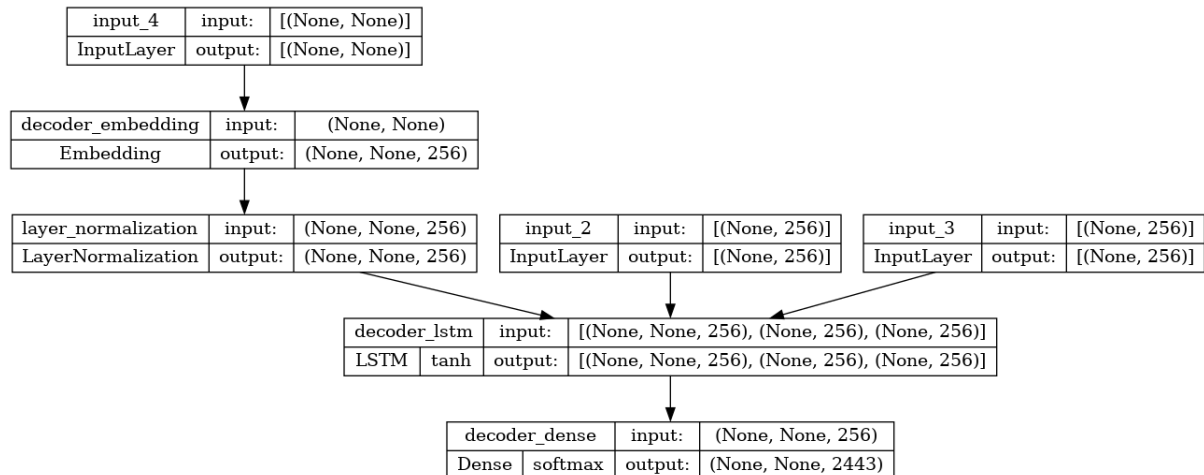 input_4 input: [(None, None)]
InputLayer output: [(None, None)]
decoder_embedding input: (None, None)
Embedding output: (None, None, 256)
layer_normalization input: (None, None, 256)
LayerNormalization output: (None, None, 256)
input_2 input: [(None, 256)]
InputLayer output: [(None, 256)]
input_3 input: [(None, 256)]
InputLayer output: [(None, 256)]
decoder_lstm input: [(None, None, 256), (None, 256), (None, 256)]
LSTM tanh output: [(None, None, 256), (None, 256), (None, 256)]
decoder_dense input: (None, None, 256)
Dense softmax output: (None, None, 2443)